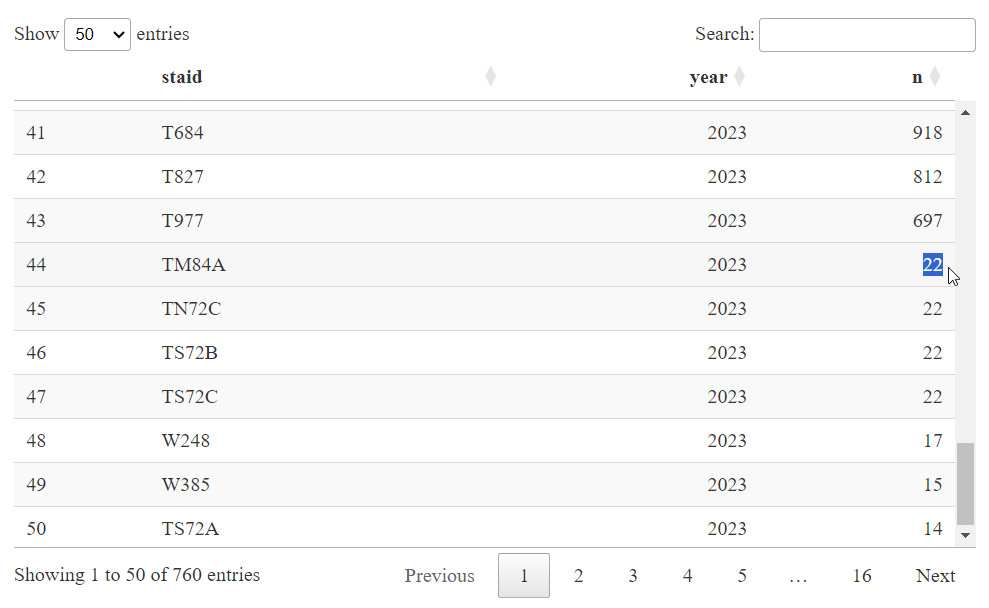 Show 50 entries Search:
staid year n
41 T684 2023 918
42 T827 2023 812
43 T977 2023 697
44 TM84A 2023 22
45 TN72C 2023 22
46 TS72B 2023 22
47 TS72C 2023 22
48 W248 2023 17
49 W385 2023 15
50 TS72A 2023 14
Showing 1 to 50 of 760 entries Previous 1 2 3 4 5 … 16 Next